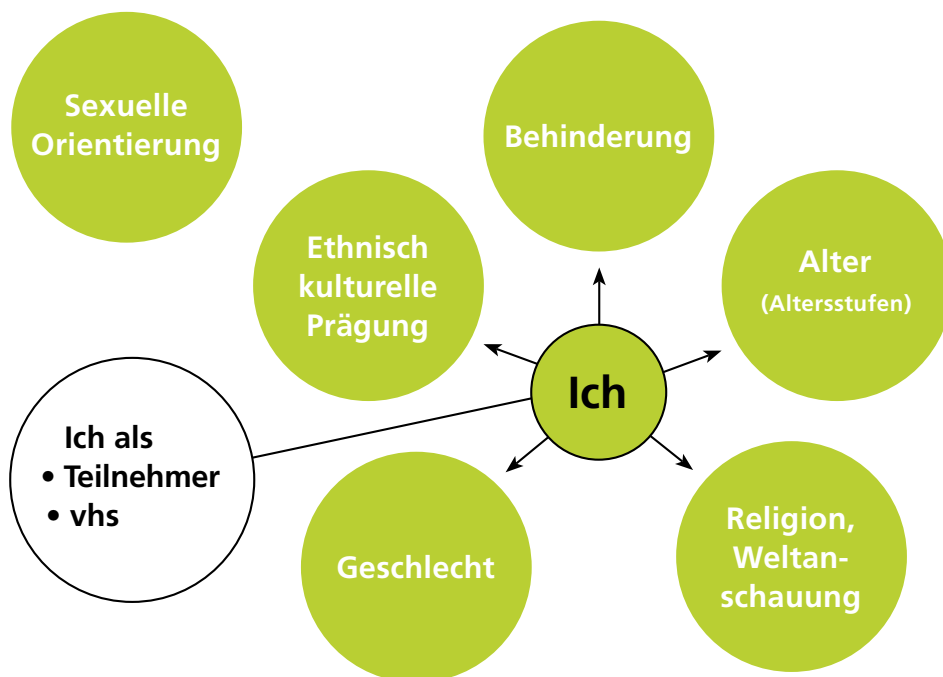 Sexuelle
Orientierung
Behinderung
Ethnisch
kulturelle
Prägung
Alter
(Altersstufen)
Ich
Ich als
• Teilnehmer
• vhs
Geschlecht
Religion,
Weltan-
schauung